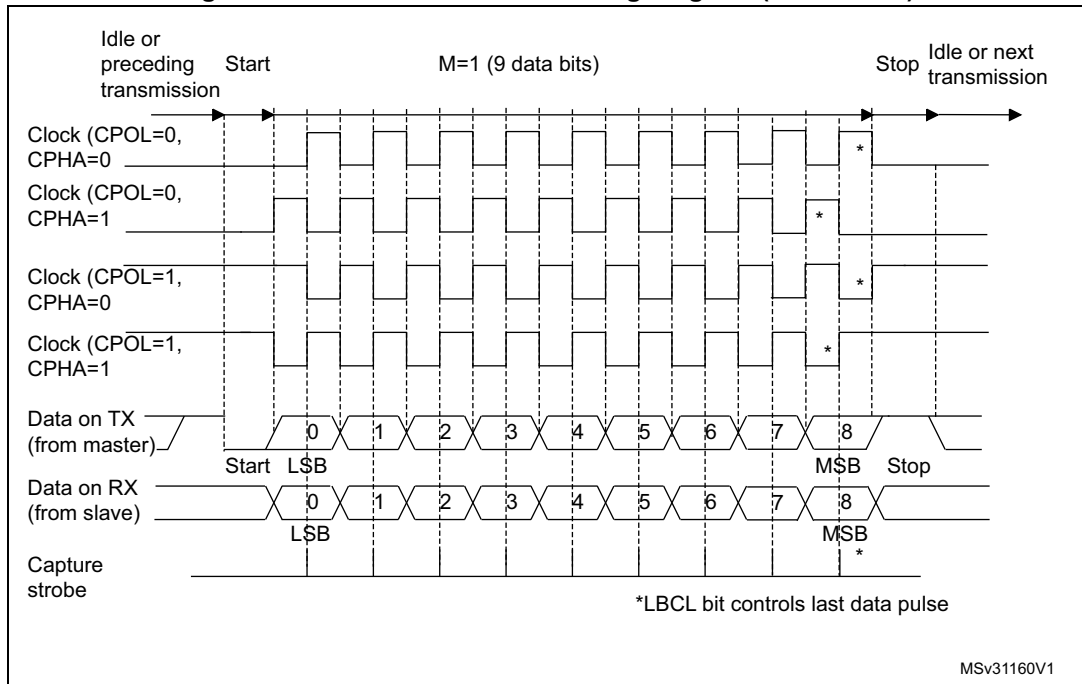 Idle or
preceding
transmission
Start
M=1 (9 data bits)
Stop
Idle or next
transmission
Clock (CPOL=0,
CPHA=0
*
Clock (CPOL=0,
CPHA=1
*
Clock (CPOL=1,
CPHA=0
*
Clock (CPOL=1,
CPHA=1
*
Data on TX
(from master)
0 1 2 3 4 5 6 7 8
Start LSB MSB Stop
Data on RX
(from slave)
0 1 2 3 4 5 6 7 8
LSB MSB
Capture
strobe
*
*LBCL bit controls last data pulse
MSv31160V1